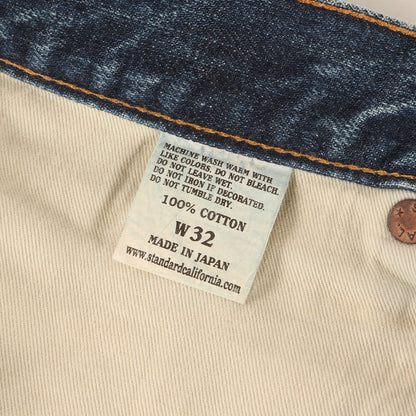 MACHINE WASH WARM WITH
LIKE COLORS. DO NOT BLEACH.
DO NOT LEAVE WET.
DO NOT IRON IF DECORATED.
DO NOT TUMBLE DRY.
100% COTTON
W 32
MADE IN JAPAN
www.standardcalifornia.com